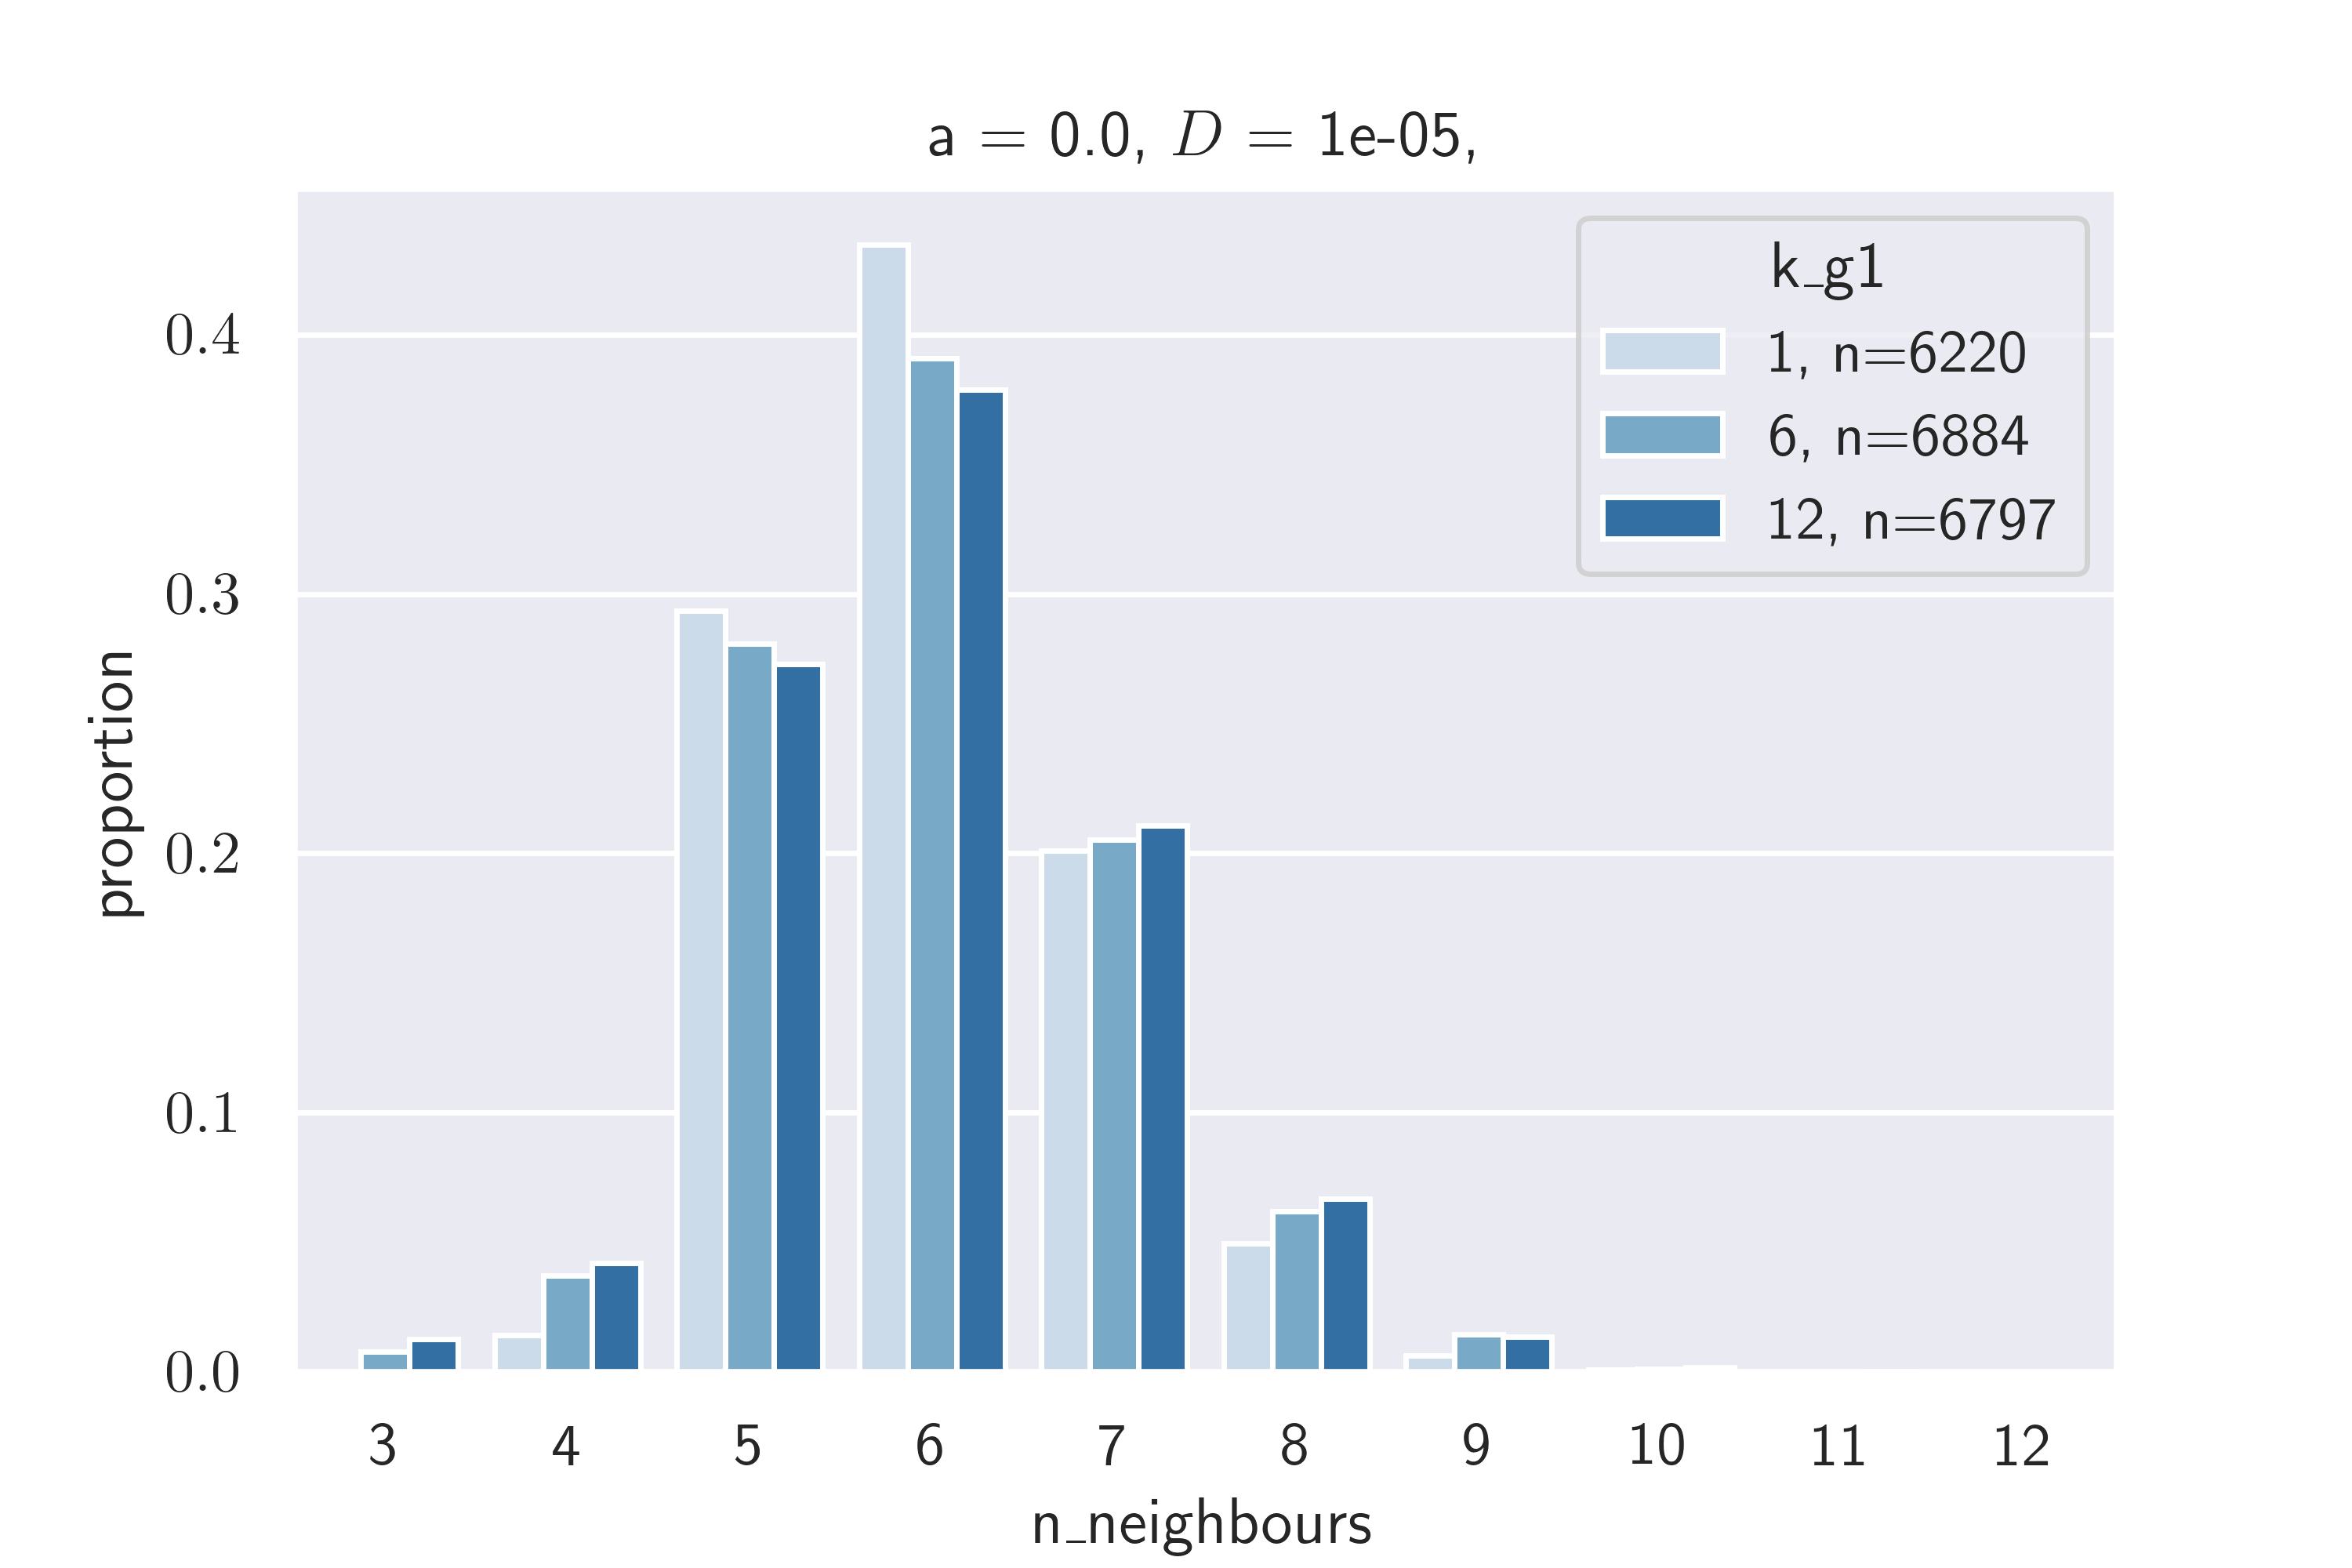 a = 0.0, D = 1e-05,
k_g1
1, n=6220
6, n=6884
12, n=6797
proportion
0.4
0.3
0.2
0.1
0.0
3 4 5 6 7 8 9 10 11 12
n_neighbours